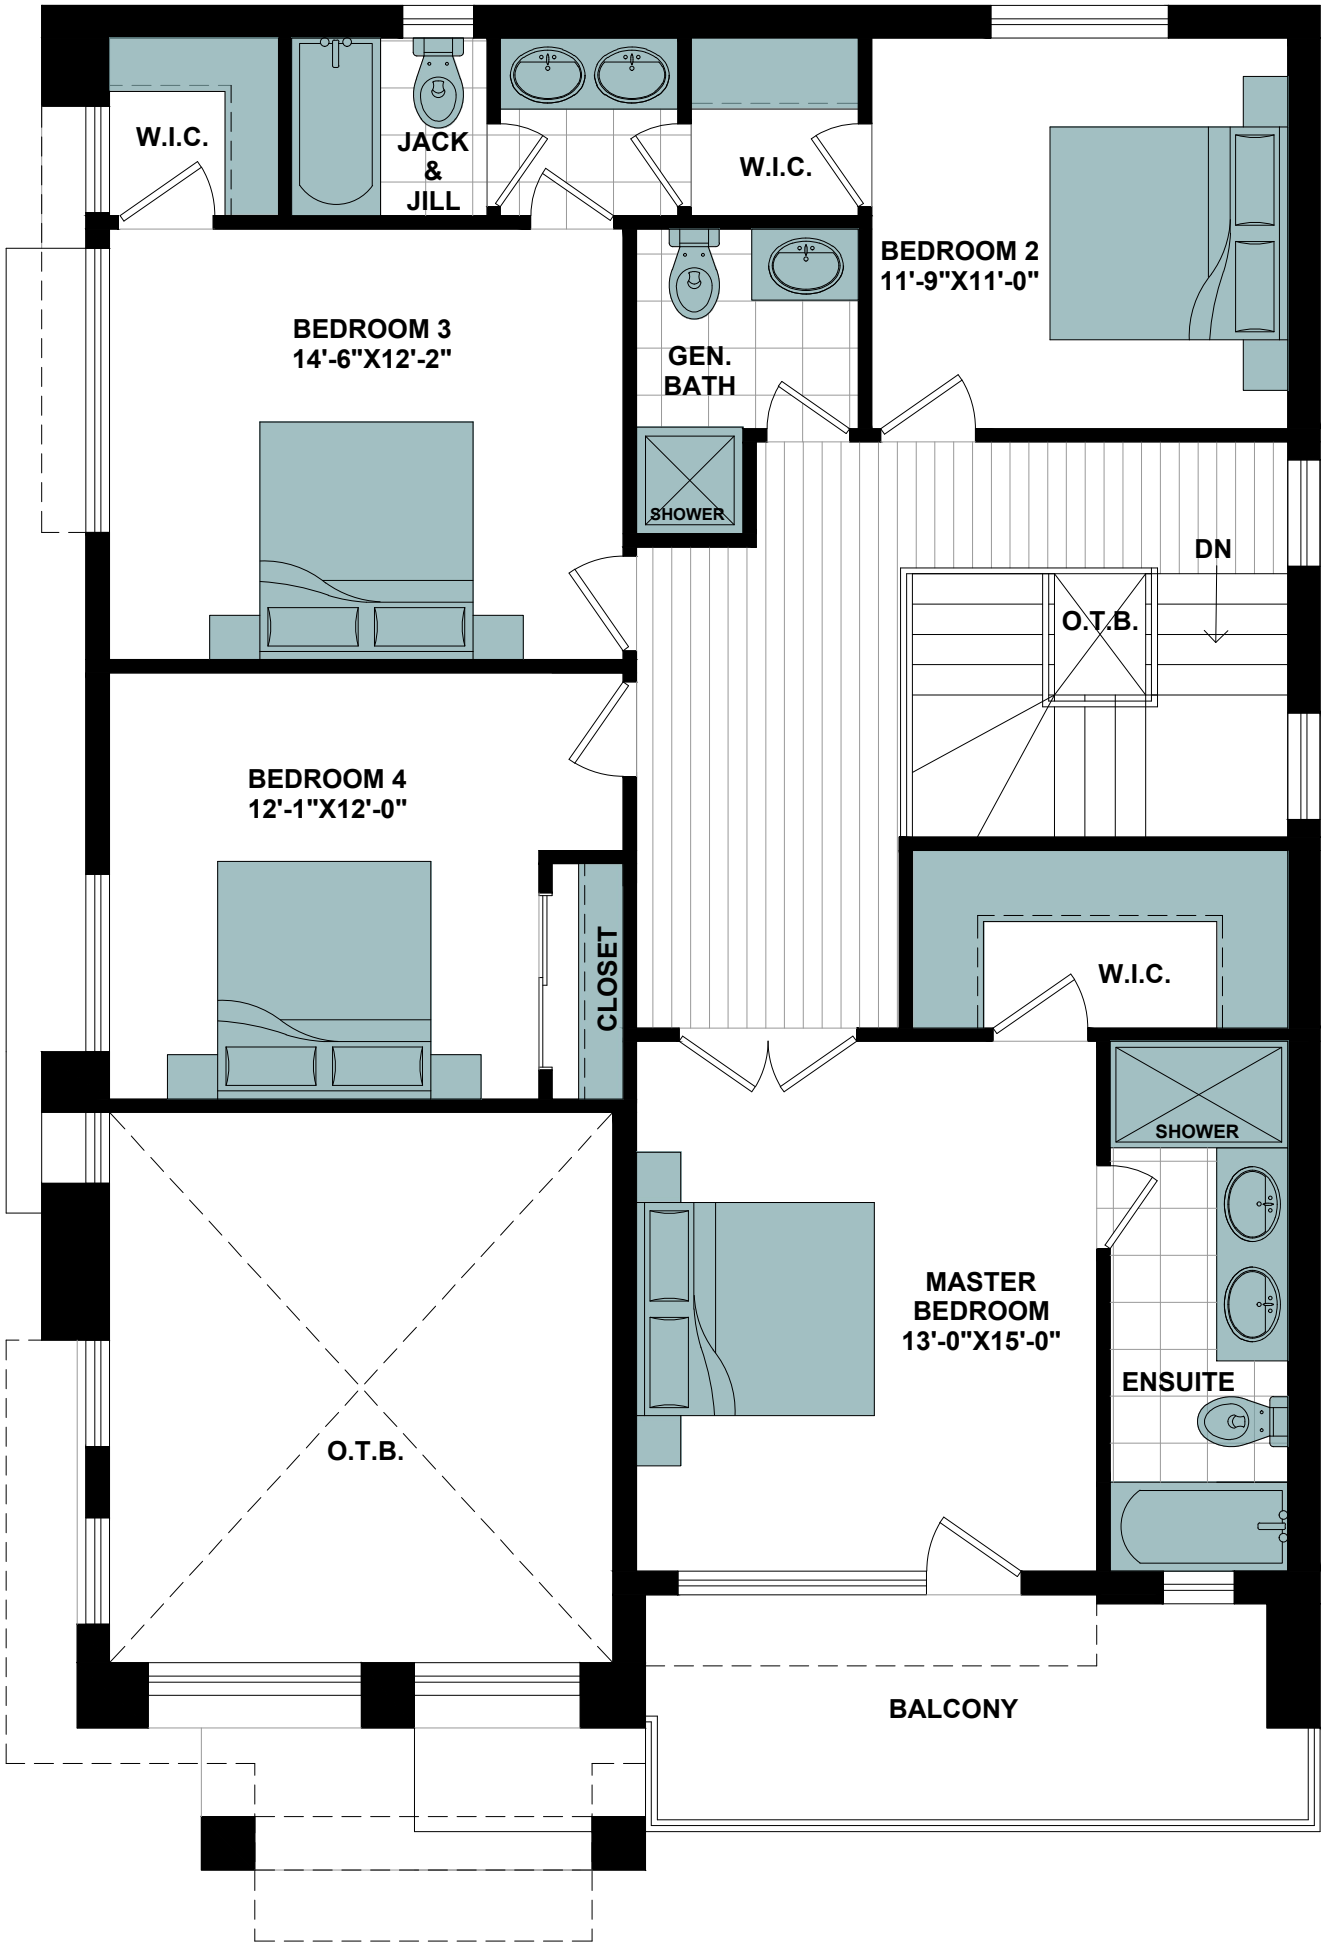 W.I.C.
JACK
&
JILL
W.I.C.
BEDROOM 2
11'-9"X11'-0"
BEDROOM 3
14'-6"X12'-2"
GEN.
BATH
SHOWER
DN
O.T.B.
BEDROOM 4
12'-1"X12'-0"
CLOSET
W.I.C.
SHOWER
MASTER
BEDROOM
13'-0"X15'-0"
ENSUITE
O.T.B.
BALCONY